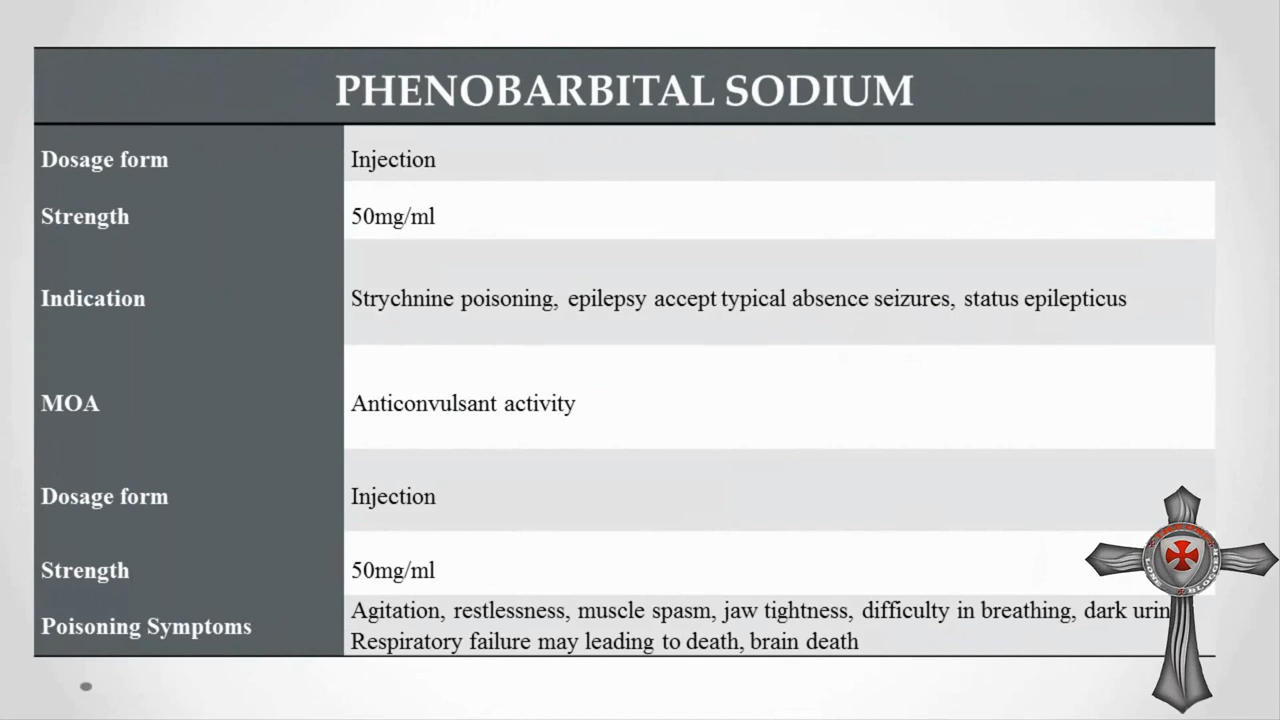 PHENOBARBITAL SODIUM
Dosage form Injection
Strength 50mg/ml
Indication Strychnine poisoning, epilepsy accept typical absence seizures, status epilepticus
MOA Anticonvulsant activity
Dosage form Injection
Strength 50mg/ml
Poisoning Symptoms
Agitation, restlessness, muscle spasm, jaw tightness, difficulty in breathing, dark urin
Respiratory failure may leading to death, brain death
BLOGGER